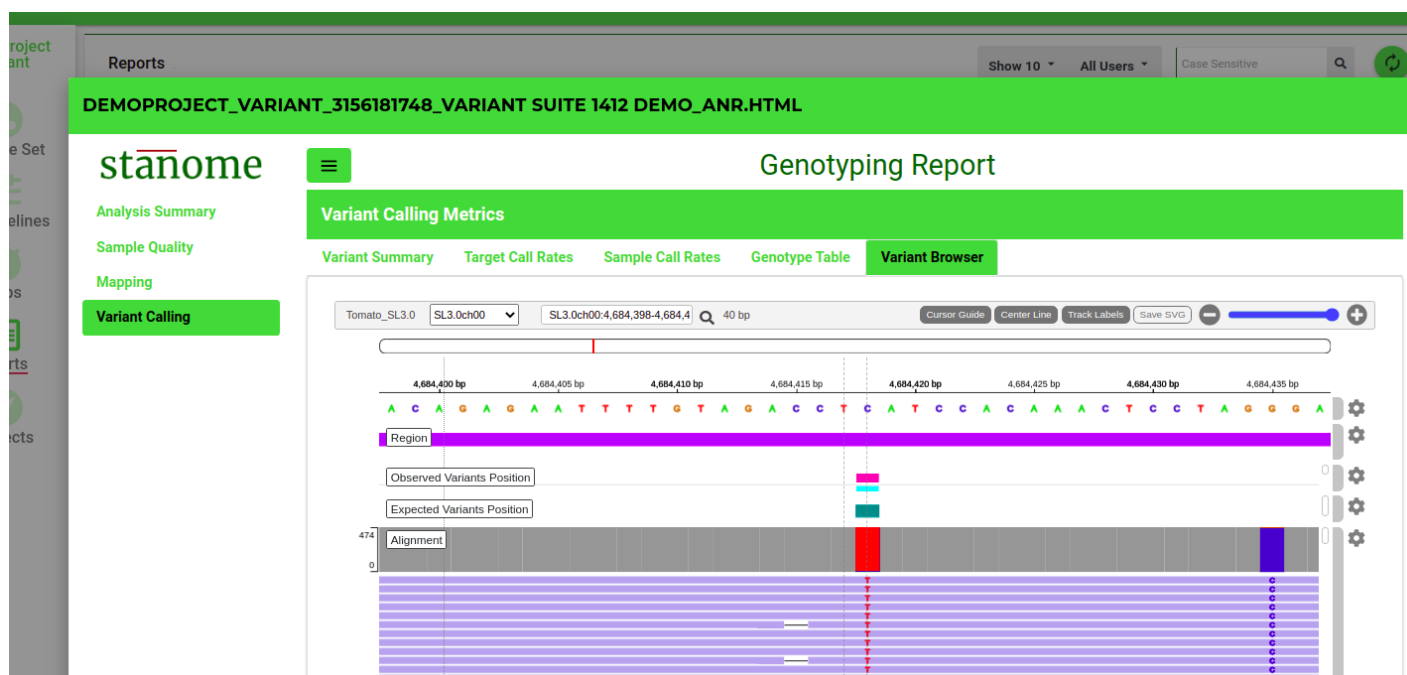 roject
ant
Reports
Show 10
All Users
Case Sensitive
DEMOPROJECT_VARIANT_3156181748_VARIANT SUITE 1412 DEMO_ANR.HTML
e Set
elines
os
rts
ects
stanome
Genotyping Report
Analysis Summary
Sample Quality
Mapping
Variant Calling
Variant Calling Metrics
Variant Summary
Target Call Rates
Sample Call Rates
Genotype Table
Variant Browser
Tomato_SL3.0
SL3.0ch00
SL3.0ch00:4,684,398-4,684,4
40 bp
Cursor Guide
Center Line
Track Labels
Save SVG
4,684,400 bp
4,684,405 bp
4,684,410 bp
4,684,415 bp
4,684,420 bp
4,684,425 bp
4,684,430 bp
4,684,435 bp
A C A G A G A A T T T T G T A G A C C T C A T C C A C A A A C T C C T A G G G A
Region
Observed Variants Position
Expected Variants Position
474
Alignment
0
T C
T C
T C
T C
T C
T C
T C
T C
T C
T C
T C